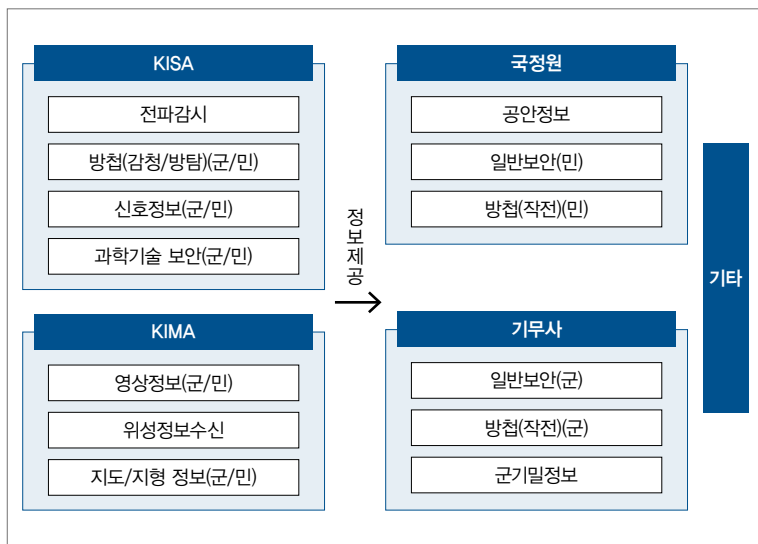 KISA
전파감시
방첩(감청/방탐)(군/민)
신호정보(군/민)
과학기술 보안(군/민)
KIMA
영상정보(군/민)
위성정보수신
지도/지형 정보(군/민)
정보제공
국정원
공안정보
일반보안(민)
방첩(작전)(민)
기무사
일반보안(군)
방첩(작전)(군)
군기밀정보
기타